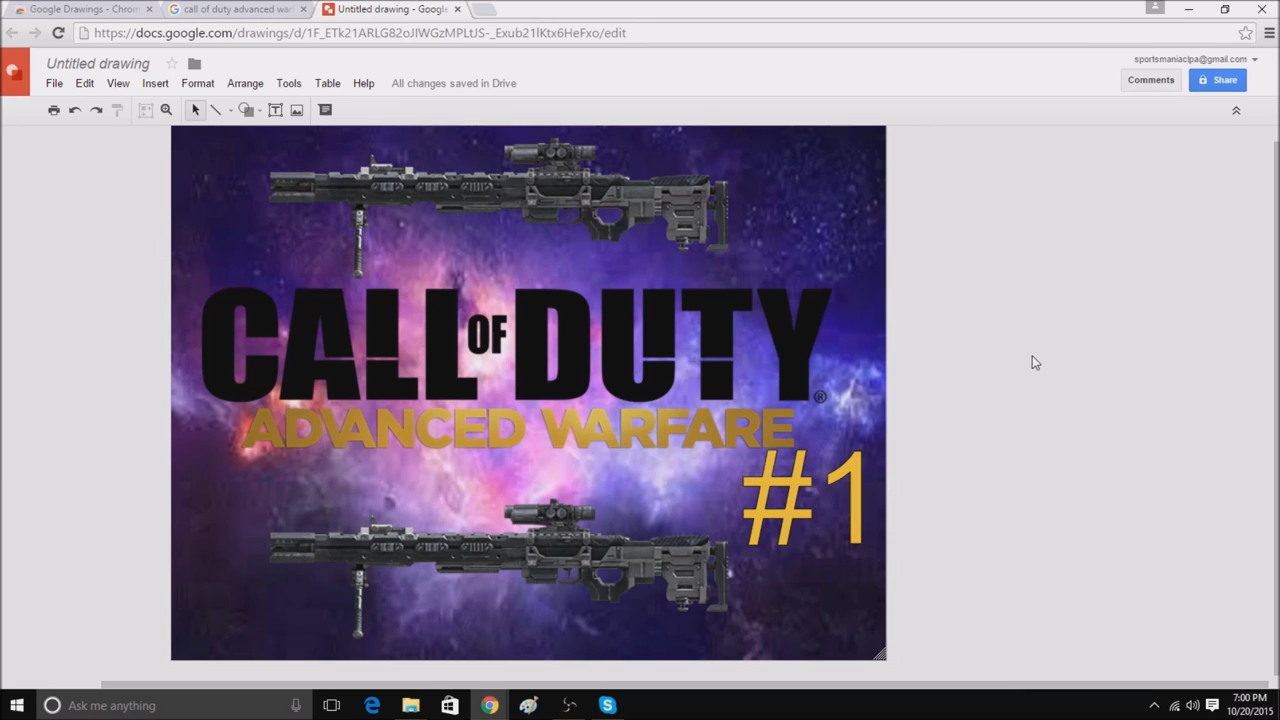 Google Drawings - Chrom
call of duty advanced war
Untitled drawing - Google
https://docs.google.com/drawings/d/1F_ETk21ARLG82oJIWGzMPLtJS-_Exub21lKtx6HeFxo/edit
Untitled drawing
sportsmaniaclpa@gmail.com
File Edit View Insert Format Arrange Tools Table Help All changes saved in Drive
Comments Share
CALL OF DUTY®
ADVANCED WARFARE
#1
Ask me anything
7:00 PM
10/20/2015